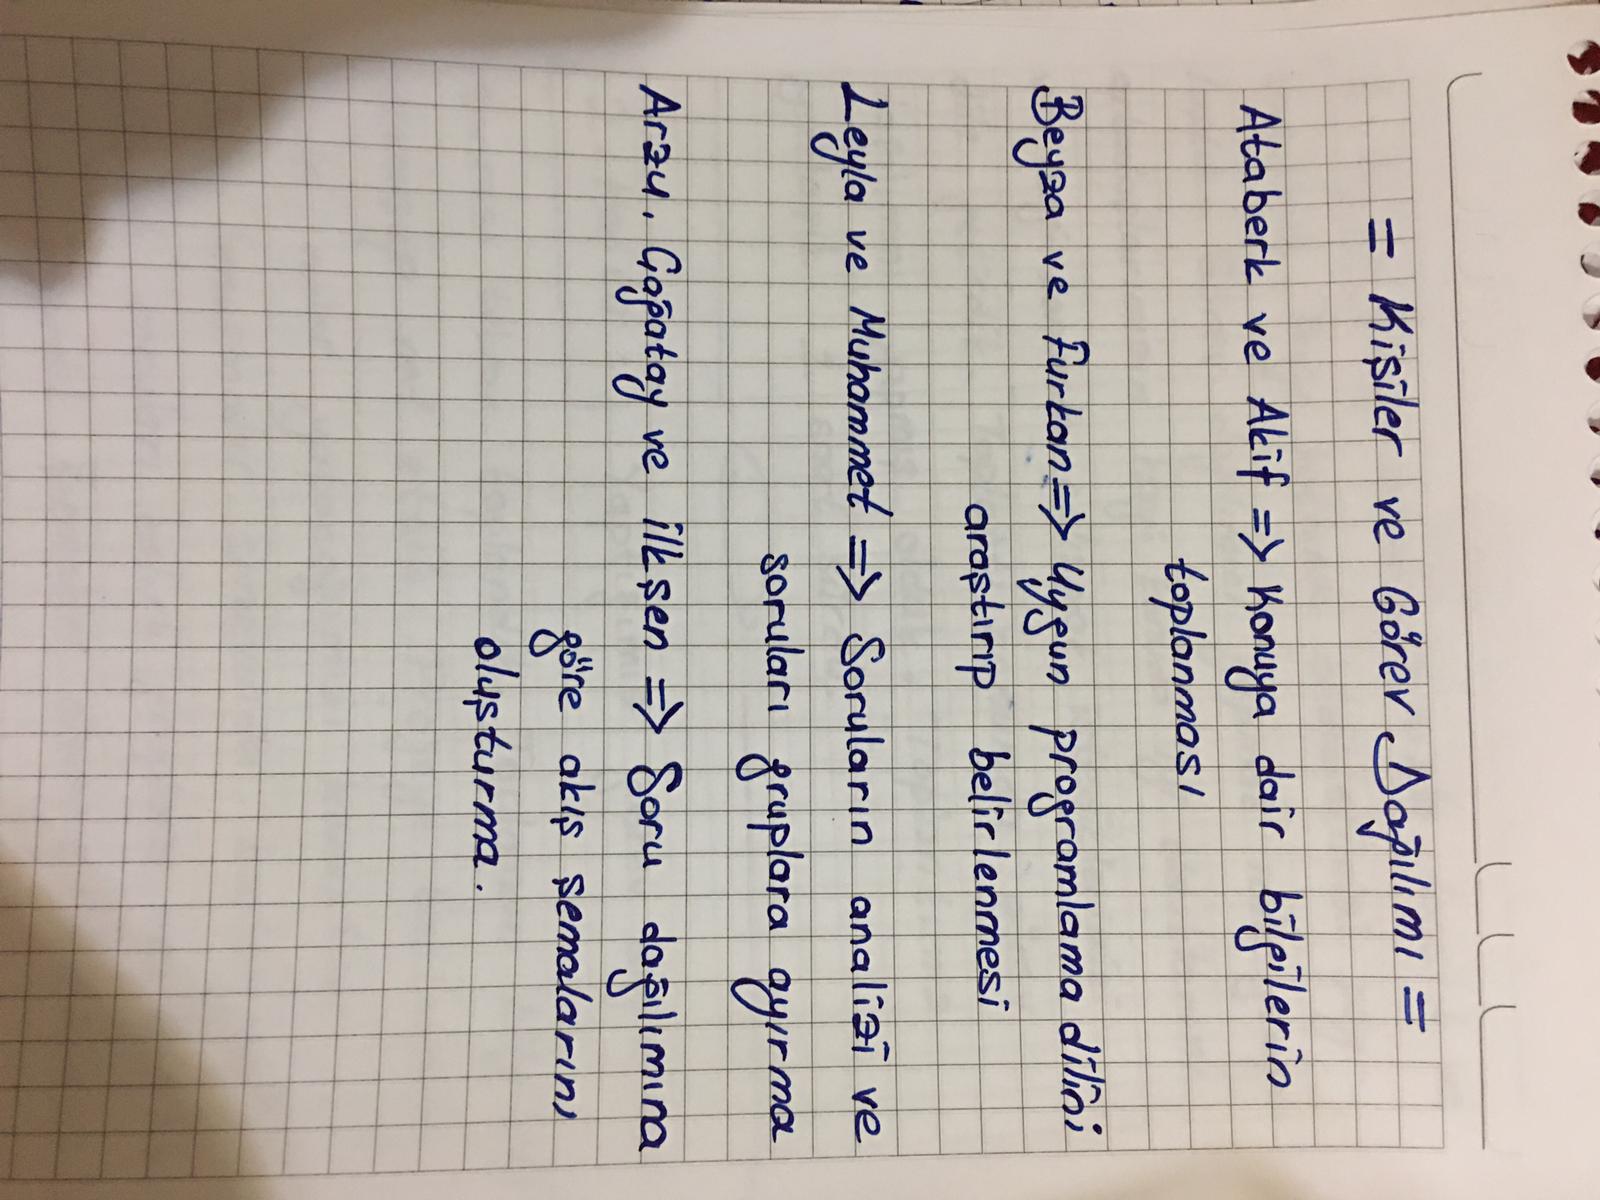 = Kişiler ve Görev Dağılımı =
Ataberk ve Akif => Konuya dair bilgilerin
toplanması
Beyza ve Furkan => Uygun programlama dilini
araştırıp belirlenmesi
Leyla ve Muhammet => Soruların analizi ve
soruları gruplara ayırma
Arzu, Çağatay ve ilkşen => Soru dağılımına
göre akış şemalarını
oluşturma.